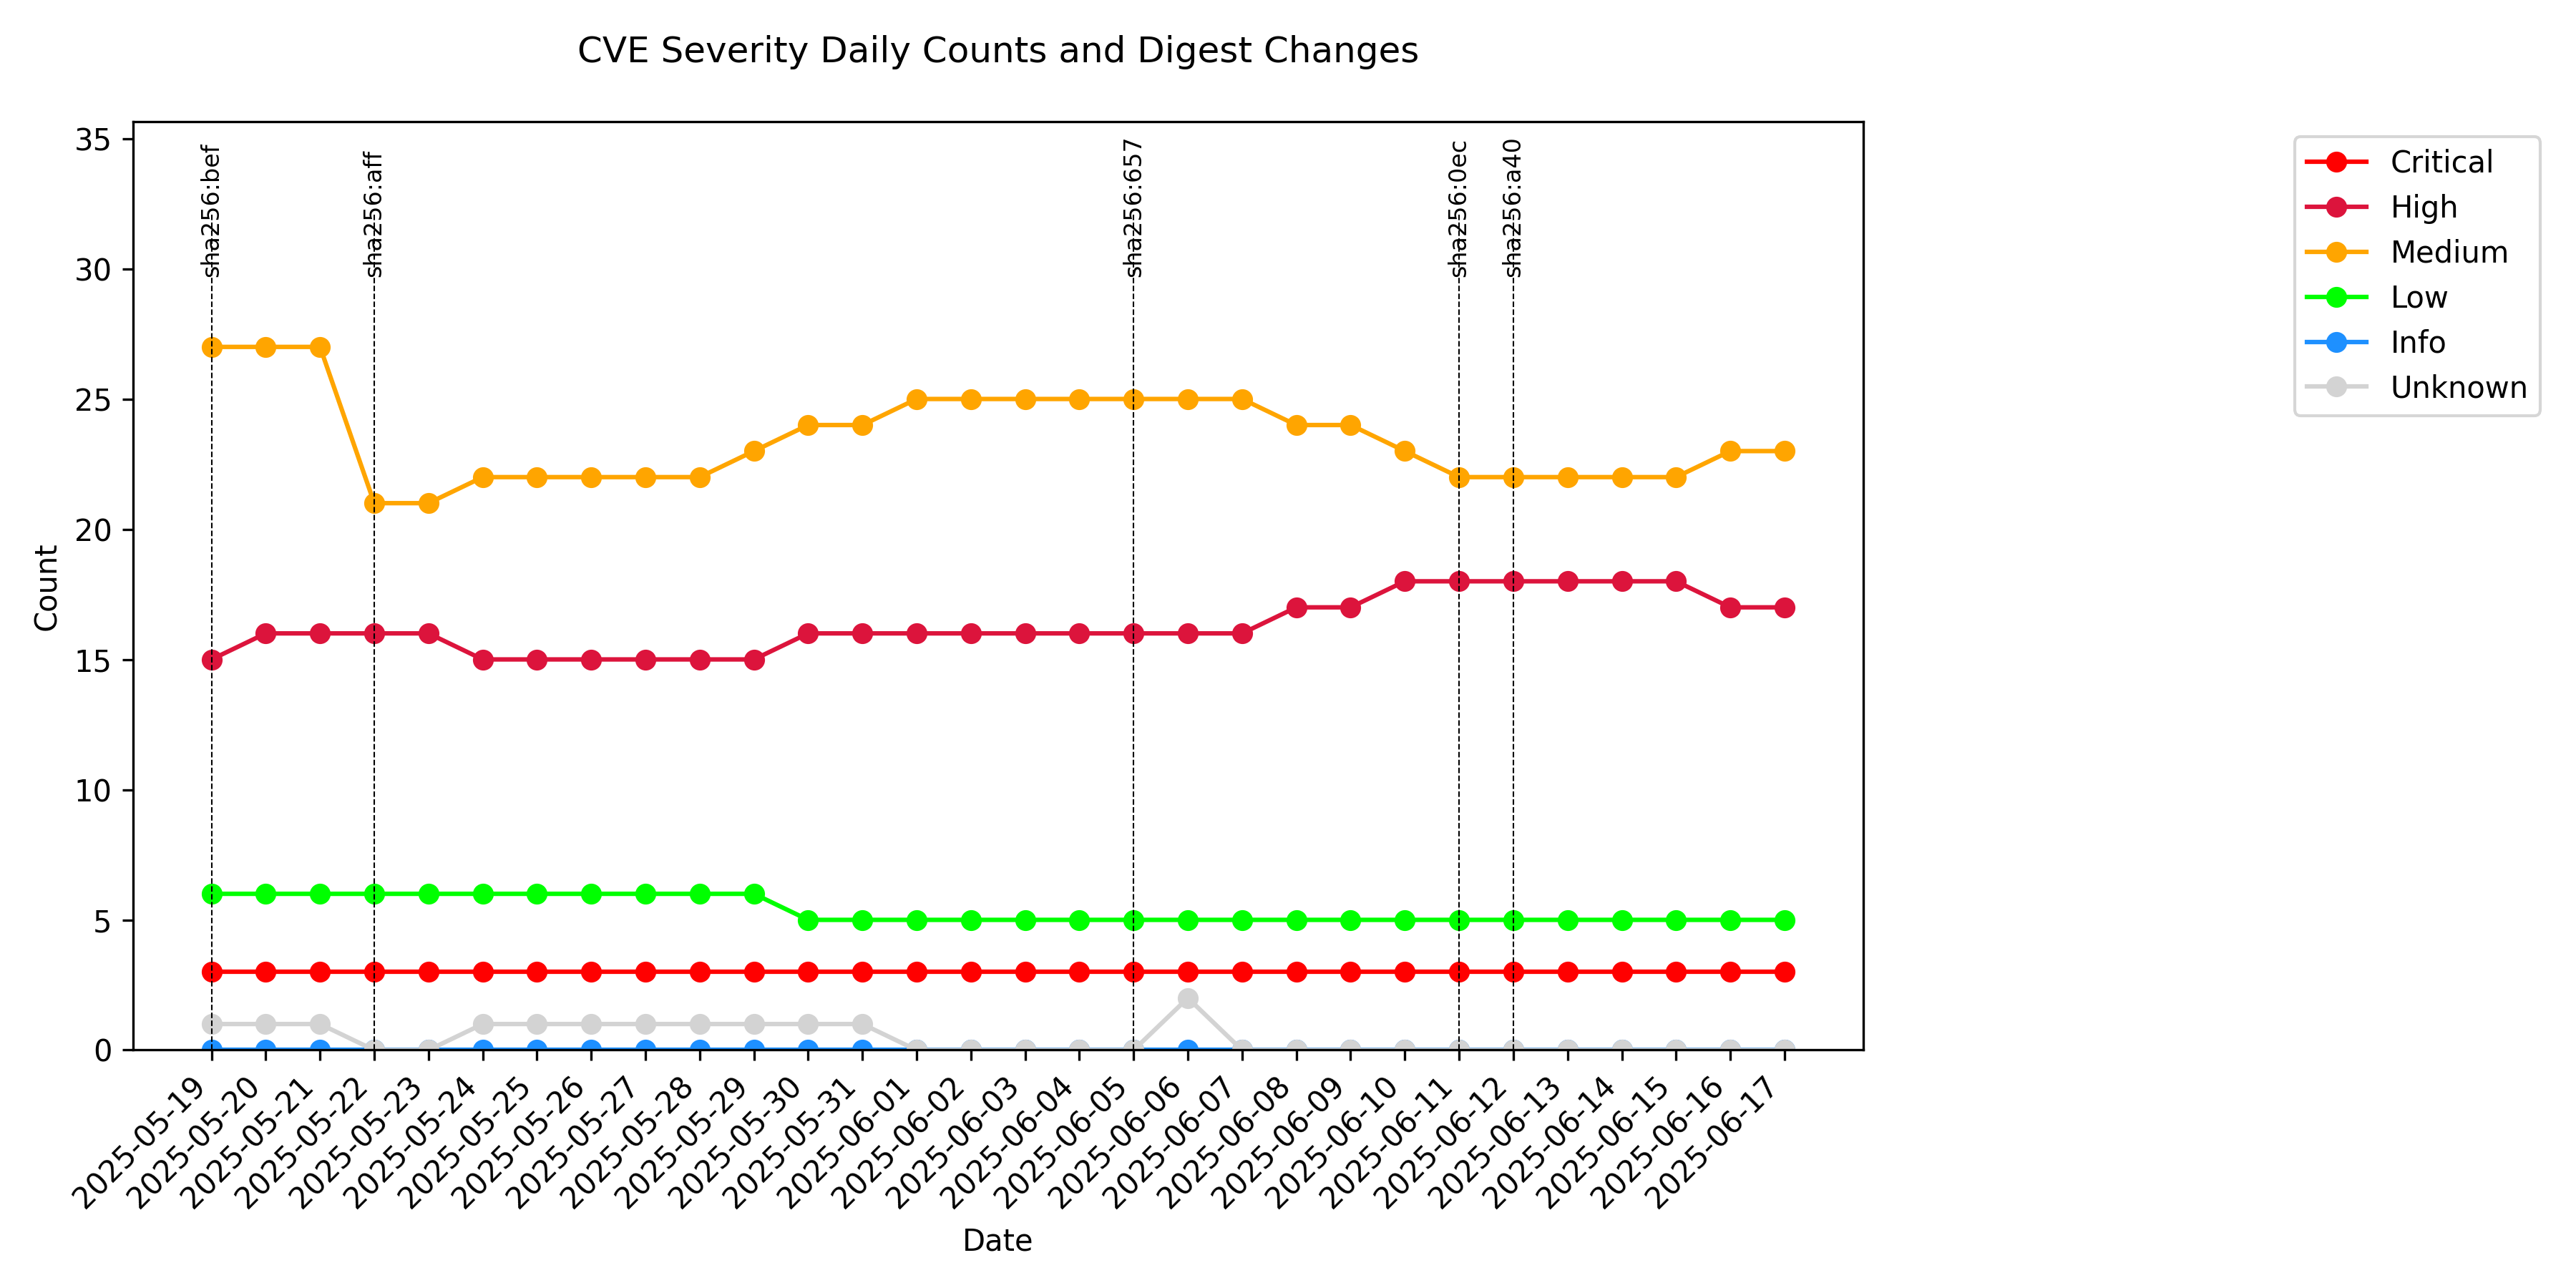 CVE Severity Daily Counts and Digest Changes
35
30
25
20
15
10
5
0
Count
sha256:bef
sha256:aff
sha256:657
sha256:0ec
sha256:a40
Critical
High
Medium
Low
Info
Unknown
2025-05-19
2025-05-20
2025-05-21
2025-05-22
2025-05-23
2025-05-24
2025-05-25
2025-05-26
2025-05-27
2025-05-28
2025-05-29
2025-05-30
2025-05-31
2025-06-01
2025-06-02
2025-06-03
2025-06-04
2025-06-05
2025-06-06
2025-06-07
2025-06-08
2025-06-09
2025-06-10
2025-06-11
2025-06-12
2025-06-13
2025-06-14
2025-06-15
2025-06-16
2025-06-17
Date